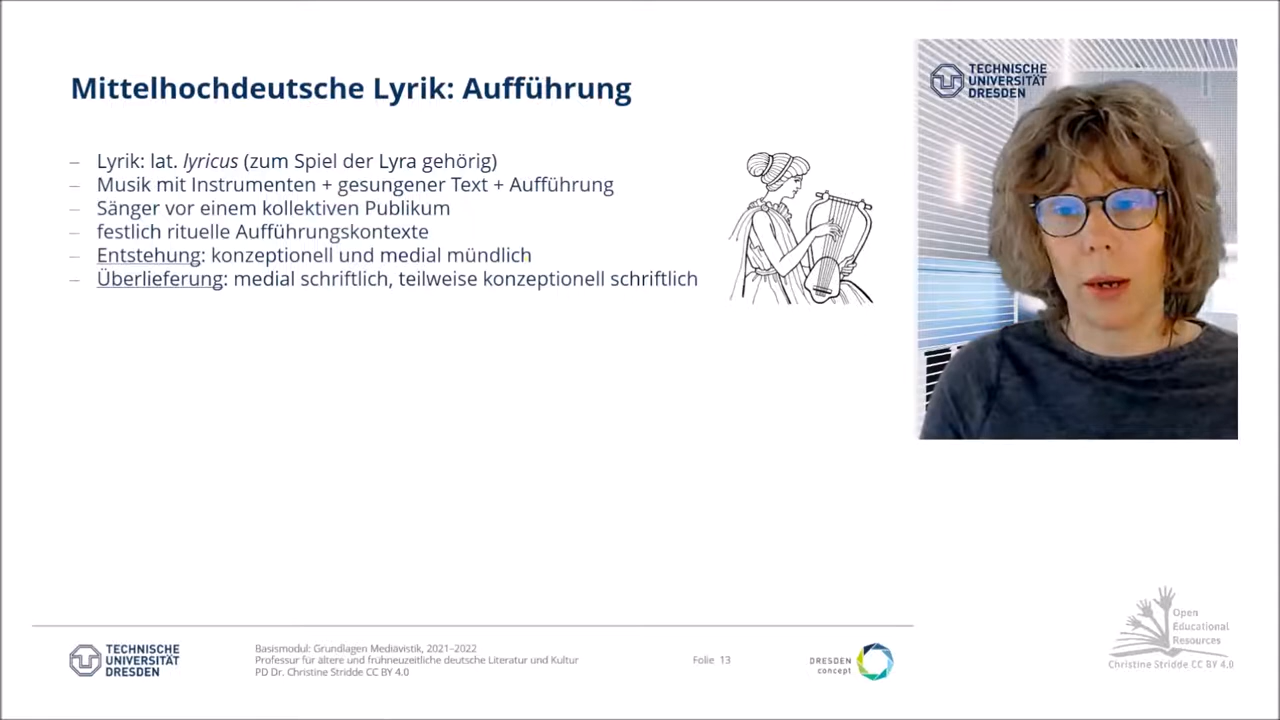 Mittelhochdeutsche Lyrik: Aufführung
– Lyrik: lat. lyricus (zum Spiel der Lyra gehörig)
– Musik mit Instrumenten + gesungener Text + Aufführung
– Sänger vor einem kollektiven Publikum
– festlich rituelle Aufführungskontexte
– Entstehung: konzeptionell und medial mündlich
– Überlieferung: medial schriftlich, teilweise konzeptionell schriftlich
TECHNISCHE
UNIVERSITÄT
DRESDEN
TECHNISCHE
UNIVERSITÄT
DRESDEN
Basismodul: Grundlagen Mediävistik, 2021–2022
Professur für ältere und frühneuzeitliche deutsche Literatur und Kultur
PD Dr. Christine Stridde CC BY 4.0
Folie 13
DRESDEN
concept
Open
Educational
Resources
Christine Stridde CC BY 4.0